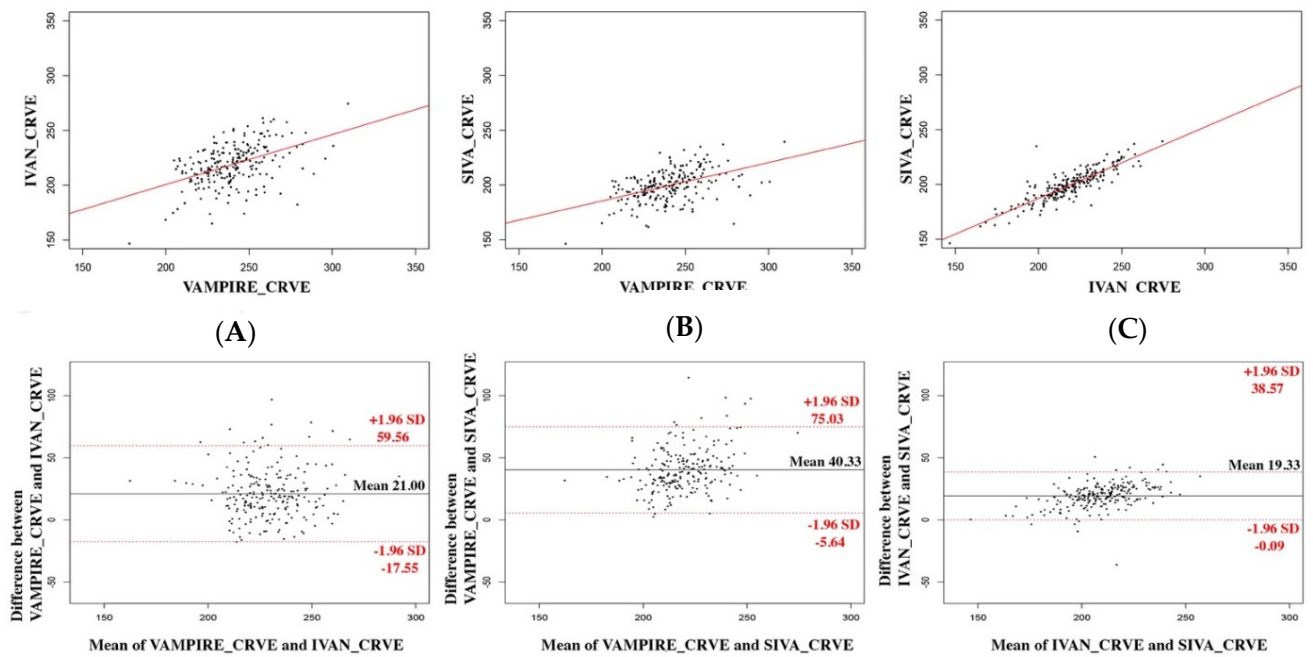 350
300
250
200
150
IVAN_CRVE
150 200 250 300 350
VAMPIRE_CRVE
350
300
250
200
150
SIVA_CRVE
150 200 250 300 350
VAMPIRE_CRVE
350
300
250
200
150
SIVA_CRVE
150 200 250 300 350
IVAN_CRVE
(A)
(B)
(C)
Difference between
VAMPIRE_CRVE and IVAN_CRVE
100
50
0
-50
+1.96 SD
59.56
Mean 21.00
-1.96 SD
-17.55
150 200 250 300
Mean of VAMPIRE_CRVE and IVAN_CRVE
Difference between
VAMPIRE_CRVE and SIVA_CRVE
100
50
0
-50
+1.96 SD
75.03
Mean 40.33
-1.96 SD
-5.64
150 200 250 300
Mean of VAMPIRE_CRVE and SIVA_CRVE
Difference between
IVAN_CRVE and SIVA_CRVE
100
50
0
-50
+1.96 SD
38.57
Mean 19.33
-1.96 SD
-0.09
150 200 250 300
Mean of IVAN_CRVE and SIVA_CRVE